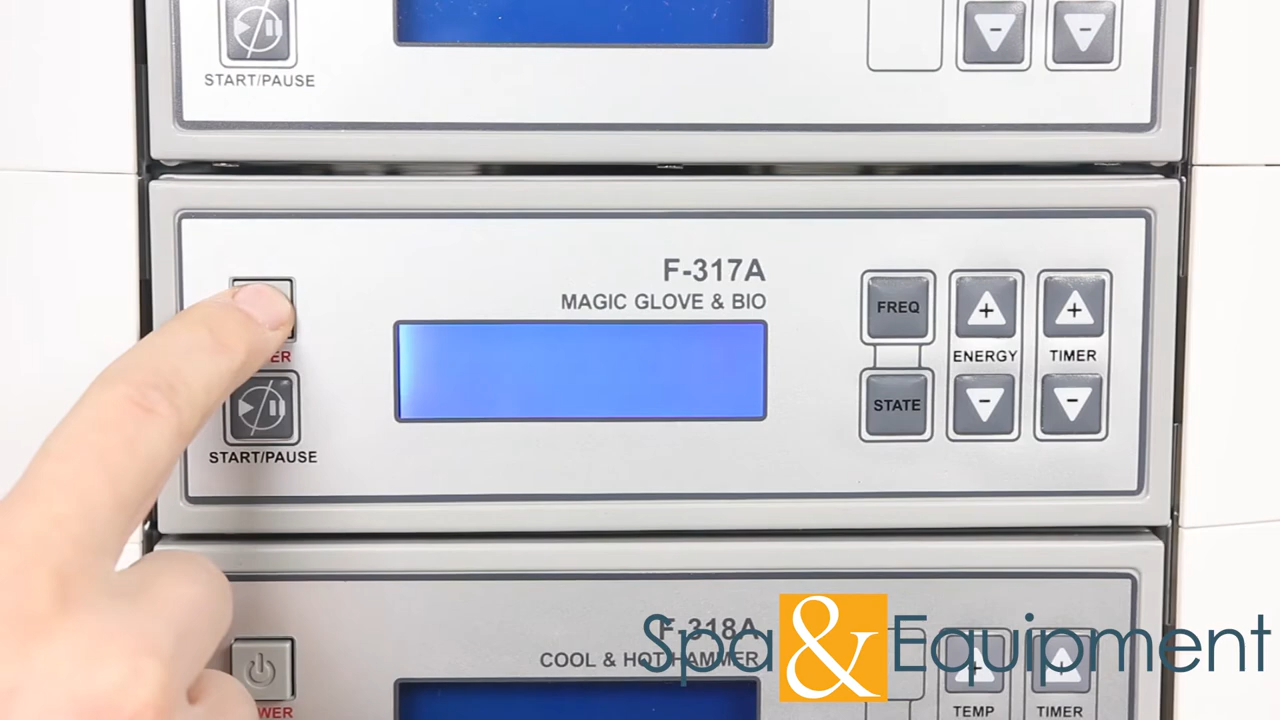 START/PAUSE
F-317A
MAGIC GLOVE & BIO
FREQ
ENERGY
TIMER
STATE
START/PAUSE
F-318A
COOL & HOT HAMMER
TEMP
TIMER
Spa & Equipment